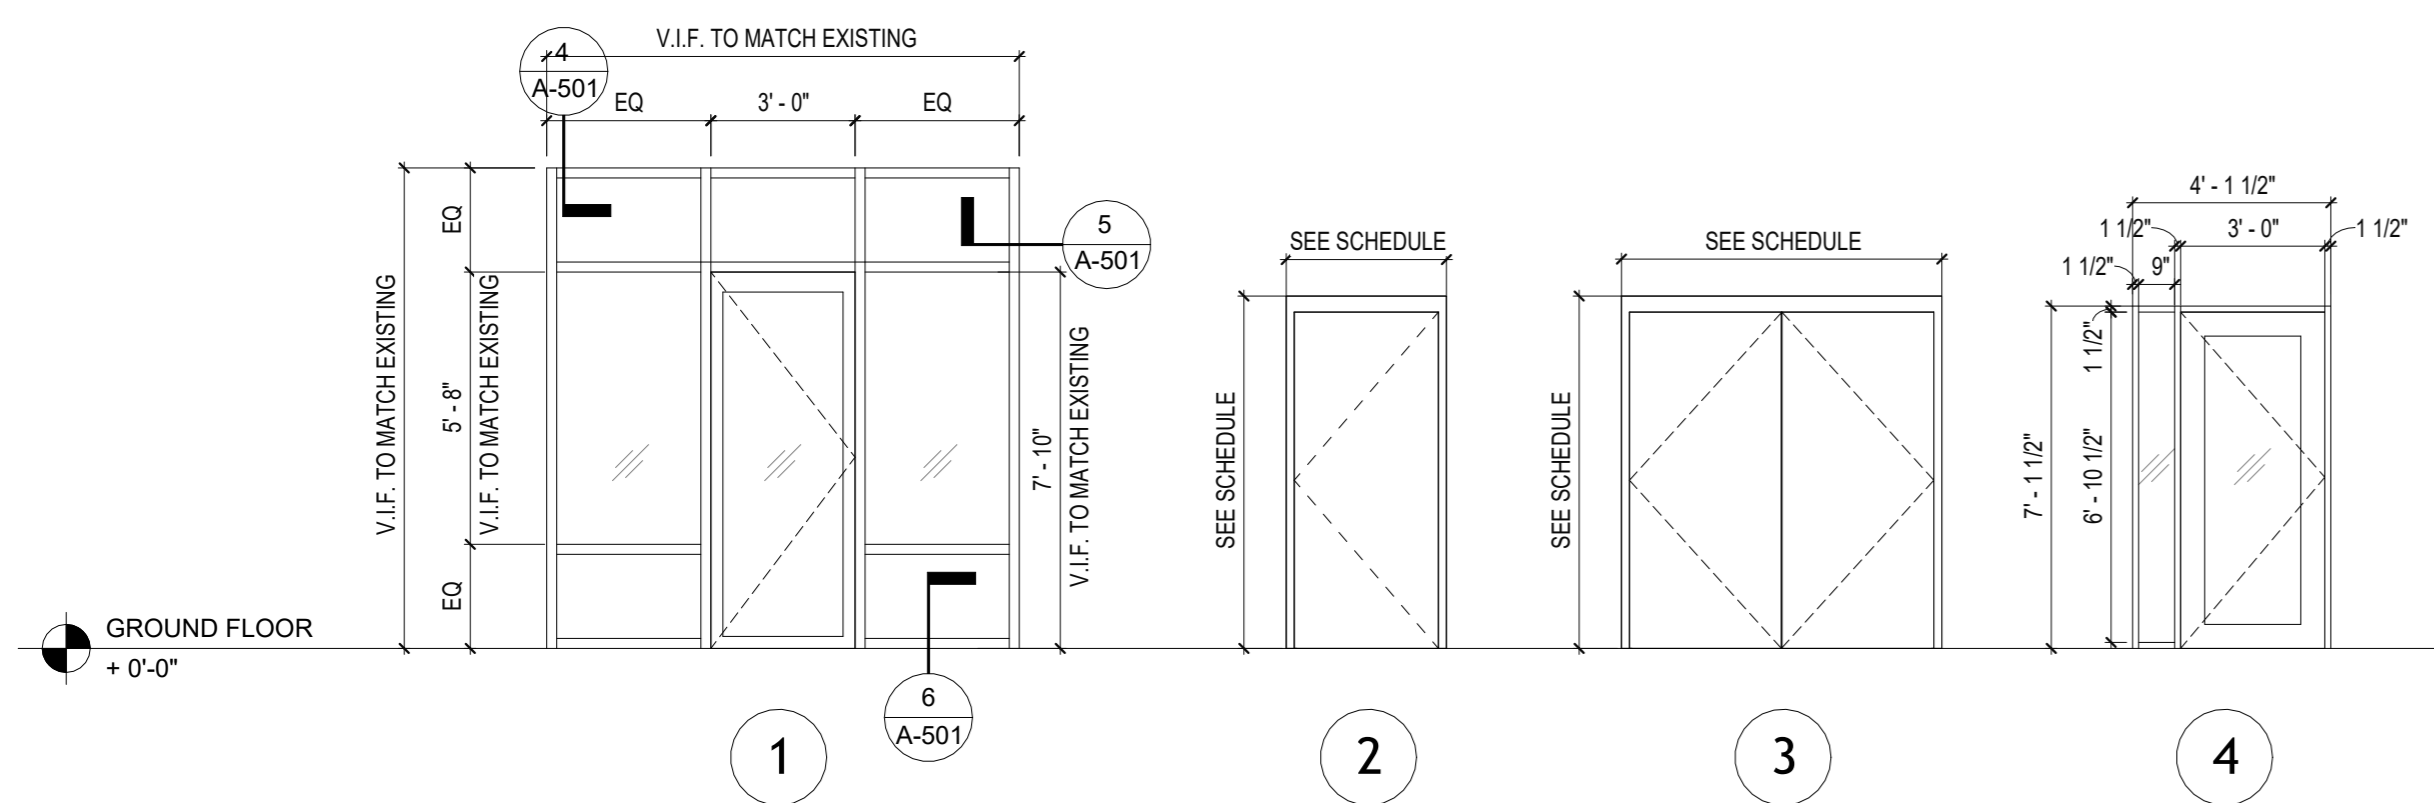 V.I.F. TO MATCH EXISTING
4
A-501
EQ
3' - 0"
EQ
V.I.F. TO MATCH EXISTING
EQ
5' - 8"
V.I.F. TO MATCH EXISTING
EQ
5
A-501
7' - 10"
V.I.F. TO MATCH EXISTING
6
A-501
GROUND FLOOR
+ 0'-0"
1
SEE SCHEDULE
SEE SCHEDULE
2
SEE SCHEDULE
SEE SCHEDULE
3
4' - 1 1/2"
1 1/2"
3' - 0"
1 1/2"
1 1/2"
9"
1 1/2"
7' - 1 1/2"
6' - 10 1/2"
4